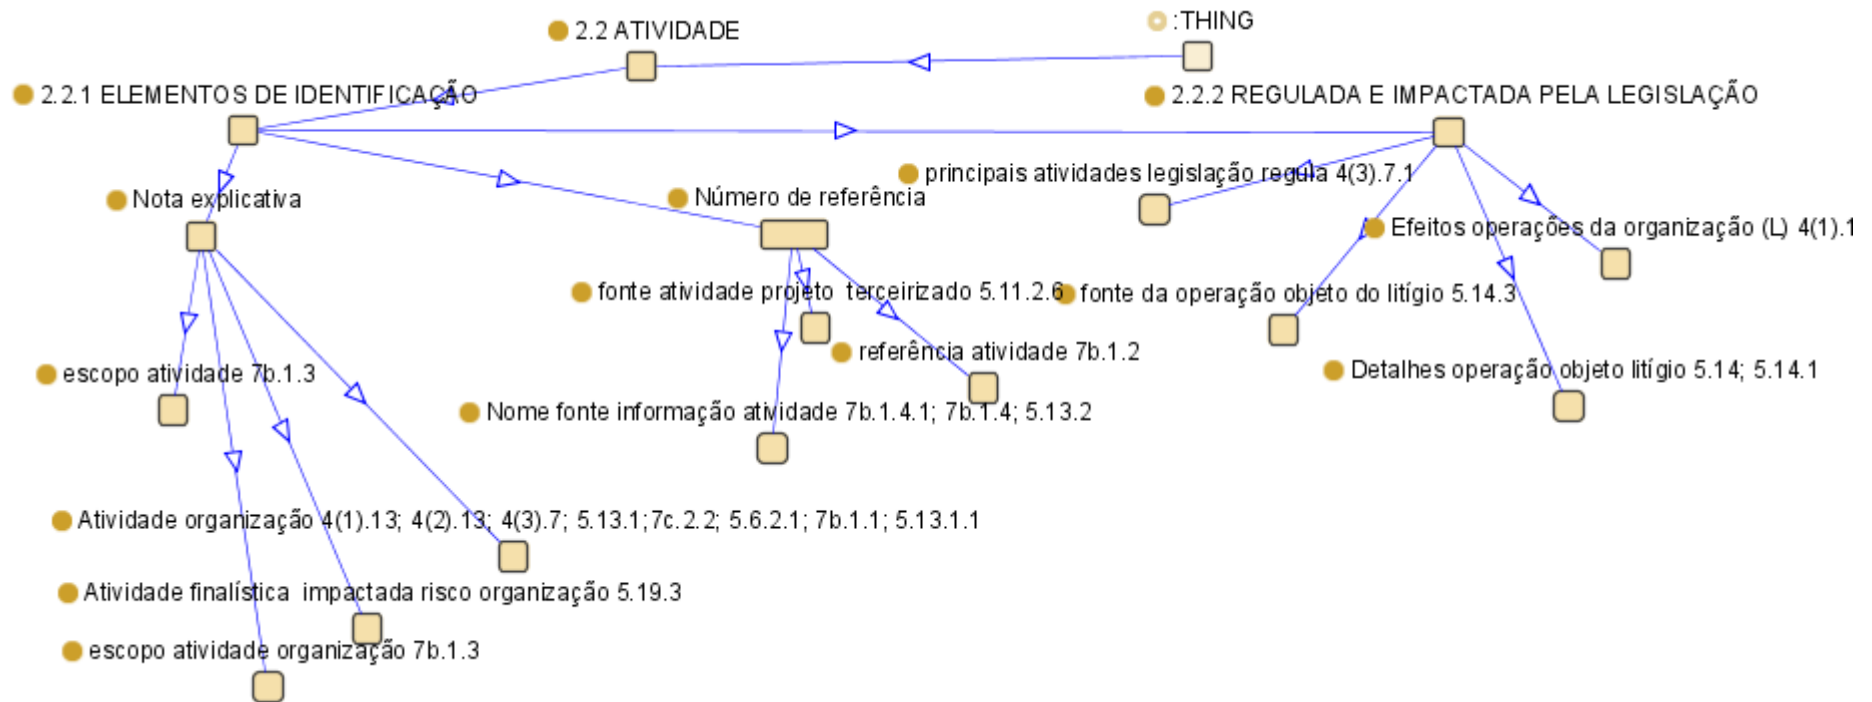 :THING
2.2 ATIVIDADE
2.2.1 ELEMENTOS DE IDENTIFICAÇÃO
2.2.2 REGULADA E IMPACTADA PELA LEGISLAÇÃO
principais atividades legislação regula 4(3).7.1
Nota explicativa
Número de referência
Efeitos operações da organização (L) 4(1).1
fonte atividade projeto  terceirizado 5.11.2.6
fonte da operação objeto do litígio 5.14.3
referência atividade 7b.1.2
escopo atividade 7b.1.3
Detalhes operação objeto litígio 5.14; 5.14.1
Nome fonte informação atividade 7b.1.4.1; 7b.1.4; 5.13.2
Atividade organização 4(1).13; 4(2).13; 4(3).7; 5.13.1;7c.2.2; 5.6.2.1; 7b.1.1; 5.13.1.1
Atividade finalística  impactada risco organização 5.19.3
escopo atividade organização 7b.1.3